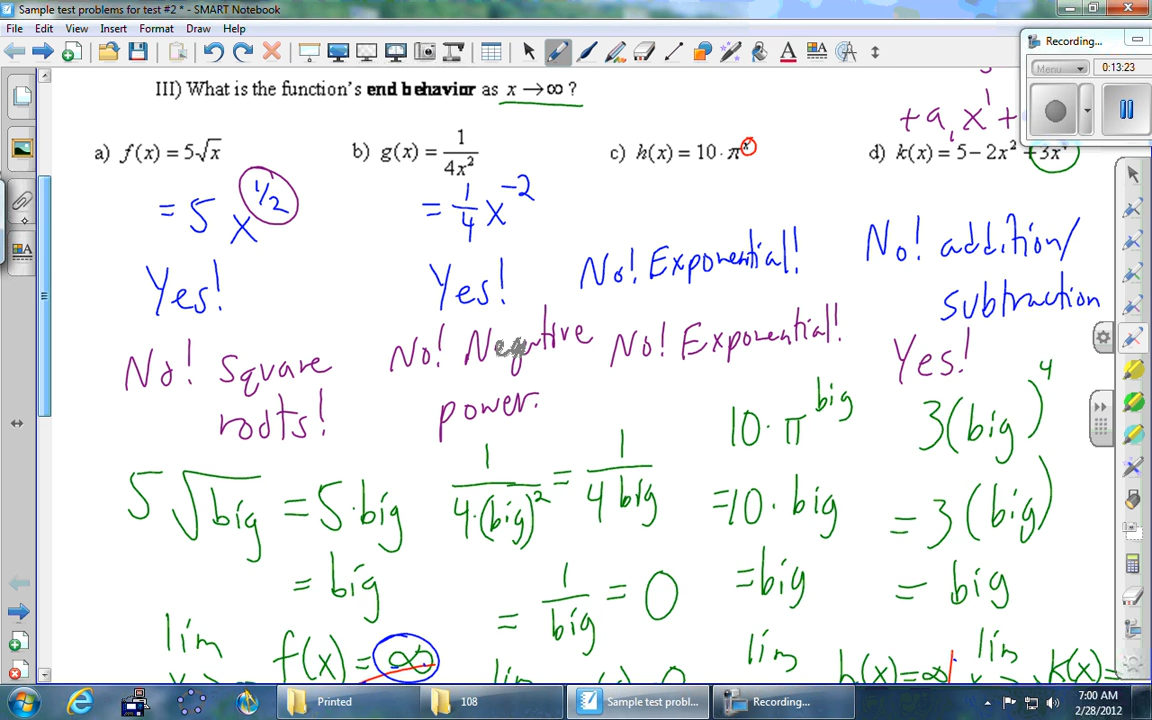 Sample test problems for test #2 * - SMART Notebook
File Edit View Insert Format Draw Help
Recording...
Menu
0:13:23
III) What is the function's end behavior as x → ∞ ?
+ a₁ x¹ +
a) f(x) = 5√x b) g(x) = 1/(4x²) c) h(x) = 10 · πˣ d) k(x) = 5 − 2x² + 3x⁴
= 5 x^(1/2) = 1/4 x⁻²
Yes! Yes! No! Exponential! No! addition/
subtraction
No! Square No! Negative No! Exponential! Yes!
roots! power.
5 √big = 5·big 1/(4·(big)²) = 1/(4 big) 10 · π^big 3(big)⁴
= big = 1/big = 0 = 10 · big = 3(big)
= big = big
lim f(x) = ∞ lim lim h(x) = ∞ lim k(x) =
Printed 108 Sample test probl... Recording...
7:00 AM
2/28/2012